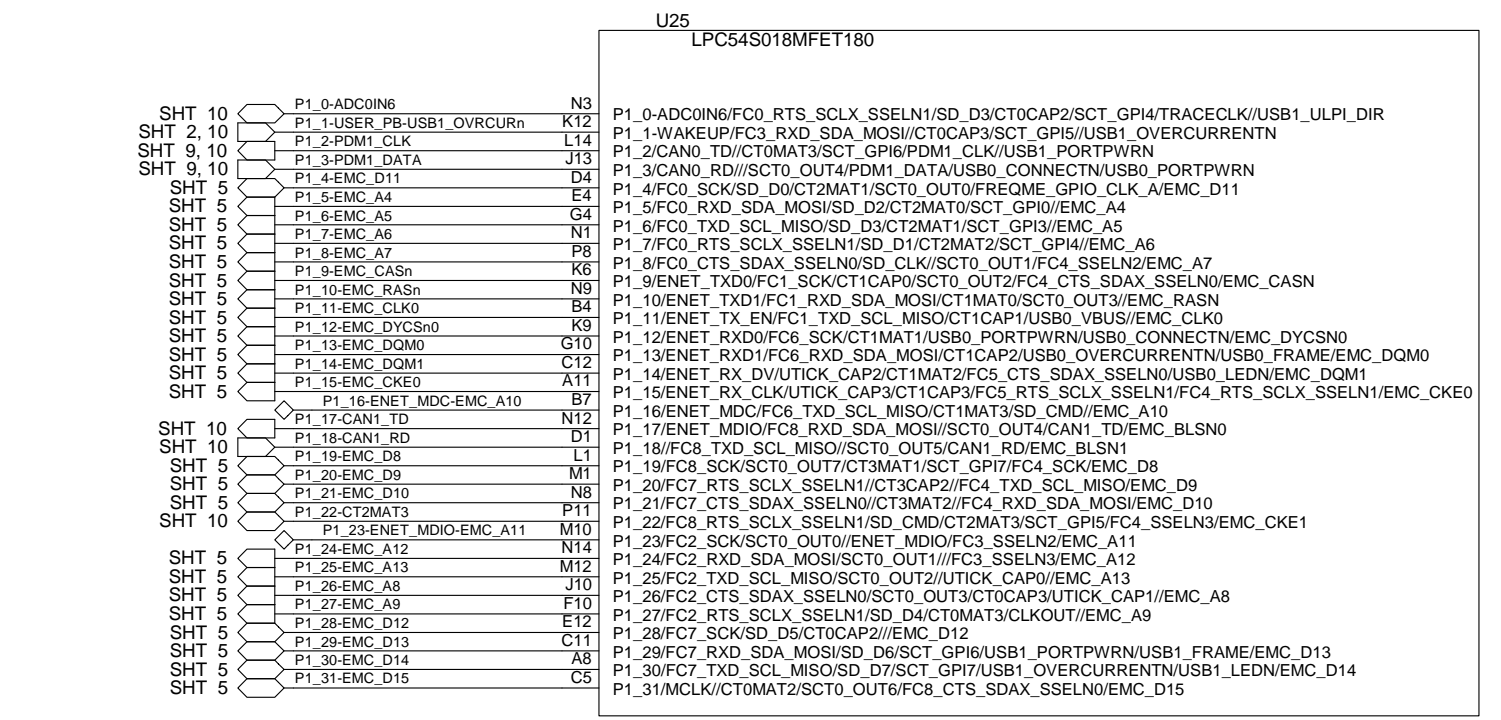 U25
LPC54S018MFET180
SHT 10 P1_0-ADC0IN6 N3 P1_0-ADC0IN6/FC0_RTS_SCLX_SSELN1/SD_D3/CT0CAP2/SCT_GPI4/TRACECLK//USB1_ULPI_DIR
SHT 2, 10 P1_1-USER_PB-USB1_OVRCURn K12 P1_1-WAKEUP/FC3_RXD_SDA_MOSI//CT0CAP3/SCT_GPI5//USB1_OVERCURRENTN
SHT 9, 10 P1_2-PDM1_CLK L14 P1_2/CAN0_TD//CT0MAT3/SCT_GPI6/PDM1_CLK//USB1_PORTPWRN
SHT 9, 10 P1_3-PDM1_DATA J13 P1_3/CAN0_RD///SCT0_OUT4/PDM1_DATA/USB0_CONNECTN/USB0_PORTPWRN
SHT 5 P1_4-EMC_D11 D4 P1_4/FC0_SCK/SD_D0/CT2MAT1/SCT0_OUT0/FREQME_GPIO_CLK_A/EMC_D11
SHT 5 P1_5-EMC_A4 E4 P1_5/FC0_RXD_SDA_MOSI/SD_D2/CT2MAT0/SCT_GPI0//EMC_A4
SHT 5 P1_6-EMC_A5 G4 P1_6/FC0_TXD_SCL_MISO/SD_D3/CT2MAT1/SCT_GPI3//EMC_A5
SHT 5 P1_7-EMC_A6 N1 P1_7/FC0_RTS_SCLX_SSELN1/SD_D1/CT2MAT2/SCT_GPI4//EMC_A6
SHT 5 P1_8-EMC_A7 P8 P1_8/FC0_CTS_SDAX_SSELN0/SD_CLK//SCT0_OUT1/FC4_SSELN2/EMC_A7
SHT 5 P1_9-EMC_CASn K6 P1_9/ENET_TXD0/FC1_SCK/CT1CAP0/SCT0_OUT2/FC4_CTS_SDAX_SSELN0/EMC_CASN
SHT 5 P1_10-EMC_RASn N9 P1_10/ENET_TXD1/FC1_RXD_SDA_MOSI/CT1MAT0/SCT0_OUT3//EMC_RASN
SHT 5 P1_11-EMC_CLK0 B4 P1_11/ENET_TX_EN/FC1_TXD_SCL_MISO/CT1CAP1/USB0_VBUS//EMC_CLK0
SHT 5 P1_12-EMC_DYCSn0 K9 P1_12/ENET_RXD0/FC6_SCK/CT1MAT1/USB0_PORTPWRN/USB0_CONNECTN/EMC_DYCSN0
SHT 5 P1_13-EMC_DQM0 G10 P1_13/ENET_RXD1/FC6_RXD_SDA_MOSI/CT1CAP2/USB0_OVERCURRENTN/USB0_FRAME/EMC_DQM0
SHT 5 P1_14-EMC_DQM1 C12 P1_14/ENET_RX_DV/UTICK_CAP2/CT1MAT2/FC5_CTS_SDAX_SSELN0/USB0_LEDN/EMC_DQM1
SHT 5 P1_15-EMC_CKE0 A11 P1_15/ENET_RX_CLK/UTICK_CAP3/CT1CAP3/FC5_RTS_SCLX_SSELN1/FC4_RTS_SCLX_SSELN1/EMC_CKE0
P1_16-ENET_MDC-EMC_A10 B7 P1_16/ENET_MDC/FC6_TXD_SCL_MISO/CT1MAT3/SD_CMD//EMC_A10
SHT 10 P1_17-CAN1_TD N12 P1_17/ENET_MDIO/FC8_RXD_SDA_MOSI//SCT0_OUT4/CAN1_TD/EMC_BLSN0
SHT 10 P1_18-CAN1_RD D1 P1_18//FC8_TXD_SCL_MISO//SCT0_OUT5/CAN1_RD/EMC_BLSN1
SHT 5 P1_19-EMC_D8 L1 P1_19/FC8_SCK/SCT0_OUT7/CT3MAT1/SCT_GPI7/FC4_SCK/EMC_D8
SHT 5 P1_20-EMC_D9 M1 P1_20/FC7_RTS_SCLX_SSELN1//CT3CAP2//FC4_TXD_SCL_MISO/EMC_D9
SHT 5 P1_21-EMC_D10 N8 P1_21/FC7_CTS_SDAX_SSELN0//CT3MAT2//FC4_RXD_SDA_MOSI/EMC_D10
SHT 10 P1_22-CT2MAT3 P11 P1_22/FC8_RTS_SCLX_SSELN1/SD_CMD/CT2MAT3/SCT_GPI5/FC4_SSELN3/EMC_CKE1
P1_23-ENET_MDIO-EMC_A11 M10 P1_23/FC2_SCK/SCT0_OUT0//ENET_MDIO/FC3_SSELN2/EMC_A11
SHT 5 P1_24-EMC_A12 N14 P1_24/FC2_RXD_SDA_MOSI/SCT0_OUT1///FC3_SSELN3/EMC_A12
SHT 5 P1_25-EMC_A13 M12 P1_25/FC2_TXD_SCL_MISO/SCT0_OUT2//UTICK_CAP0//EMC_A13
SHT 5 P1_26-EMC_A8 J10 P1_26/FC2_CTS_SDAX_SSELN0/SCT0_OUT3/CT0CAP3/UTICK_CAP1//EMC_A8
SHT 5 P1_27-EMC_A9 F10 P1_27/FC2_RTS_SCLX_SSELN1/SD_D4/CT0MAT3/CLKOUT//EMC_A9
SHT 5 P1_28-EMC_D12 E12 P1_28/FC7_SCK/SD_D5/CT0CAP2///EMC_D12
SHT 5 P1_29-EMC_D13 C11 P1_29/FC7_RXD_SDA_MOSI/SD_D6/SCT_GPI6/USB1_PORTPWRN/USB1_FRAME/EMC_D13
SHT 5 P1_30-EMC_D14 A8 P1_30/FC7_TXD_SCL_MISO/SD_D7/SCT_GPI7/USB1_OVERCURRENTN/USB1_LEDN/EMC_D14
SHT 5 P1_31-EMC_D15 C5 P1_31/MCLK//CT0MAT2/SCT0_OUT6/FC8_CTS_SDAX_SSELN0/EMC_D15